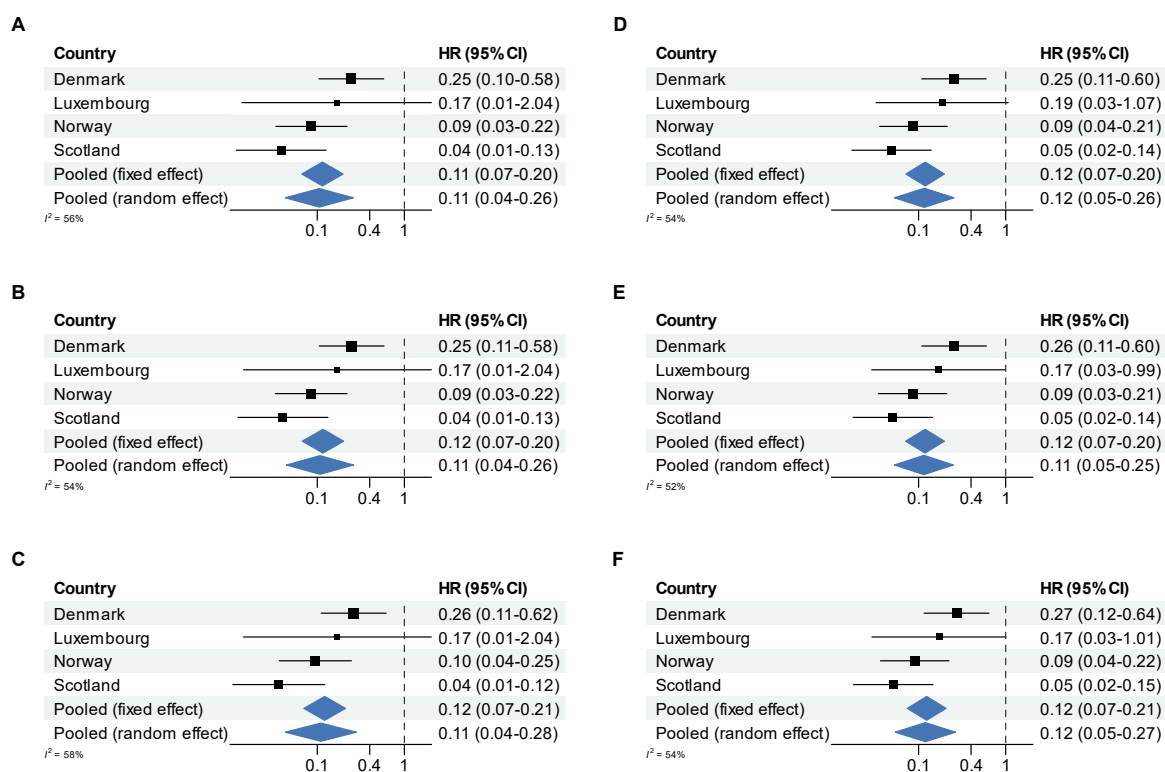 A
Country HR (95% CI)
Denmark 0.25 (0.10-0.58)
Luxembourg 0.17 (0.01-2.04)
Norway 0.09 (0.03-0.22)
Scotland 0.04 (0.01-0.13)
Pooled (fixed effect) 0.11 (0.07-0.20)
Pooled (random effect) 0.11 (0.04-0.26)
I² = 56%
0.1 0.4 1
B
Country HR (95% CI)
Denmark 0.25 (0.11-0.58)
Luxembourg 0.17 (0.01-2.04)
Norway 0.09 (0.03-0.22)
Scotland 0.04 (0.01-0.13)
Pooled (fixed effect) 0.12 (0.07-0.20)
Pooled (random effect) 0.11 (0.04-0.26)
I² = 54%
0.1 0.4 1
C
Country HR (95% CI)
Denmark 0.26 (0.11-0.62)
Luxembourg 0.17 (0.01-2.04)
Norway 0.10 (0.04-0.25)
Scotland 0.04 (0.01-0.12)
Pooled (fixed effect) 0.12 (0.07-0.21)
Pooled (random effect) 0.11 (0.04-0.28)
I² = 58%
0.1 0.4 1
D
Country HR (95% CI)
Denmark 0.25 (0.11-0.60)
Luxembourg 0.19 (0.03-1.07)
Norway 0.09 (0.04-0.21)
Scotland 0.05 (0.02-0.14)
Pooled (fixed effect) 0.12 (0.07-0.20)
Pooled (random effect) 0.12 (0.05-0.26)
I² = 54%
0.1 0.4 1
E
Country HR (95% CI)
Denmark 0.26 (0.11-0.60)
Luxembourg 0.17 (0.03-0.99)
Norway 0.09 (0.03-0.21)
Scotland 0.05 (0.02-0.14)
Pooled (fixed effect) 0.12 (0.07-0.20)
Pooled (random effect) 0.11 (0.05-0.25)
I² = 52%
0.1 0.4 1
F
Country HR (95% CI)
Denmark 0.27 (0.12-0.64)
Luxembourg 0.17 (0.03-1.01)
Norway 0.09 (0.04-0.22)
Scotland 0.05 (0.02-0.15)
Pooled (fixed effect) 0.12 (0.07-0.21)
Pooled (random effect) 0.12 (0.05-0.27)
I² = 54%
0.1 0.4 1